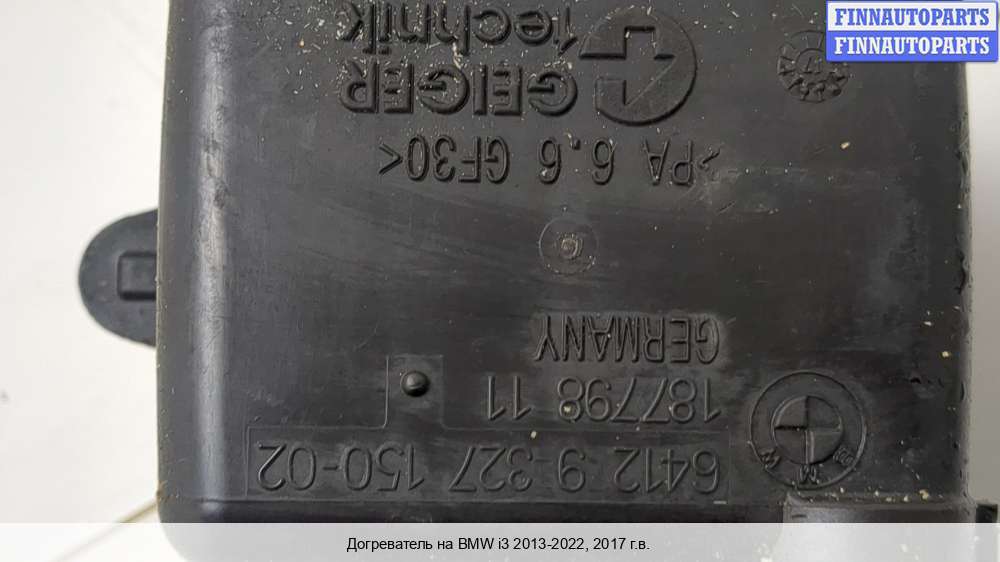 FINNAUTOPARTS
FINNAUTOPARTS
6412 9 327 150-02
187798 11
GERMANY
>PA 6.6 GF30<
GEIGER
technik
BMW
Догреватель на BMW i3 2013-2022, 2017 г.в.